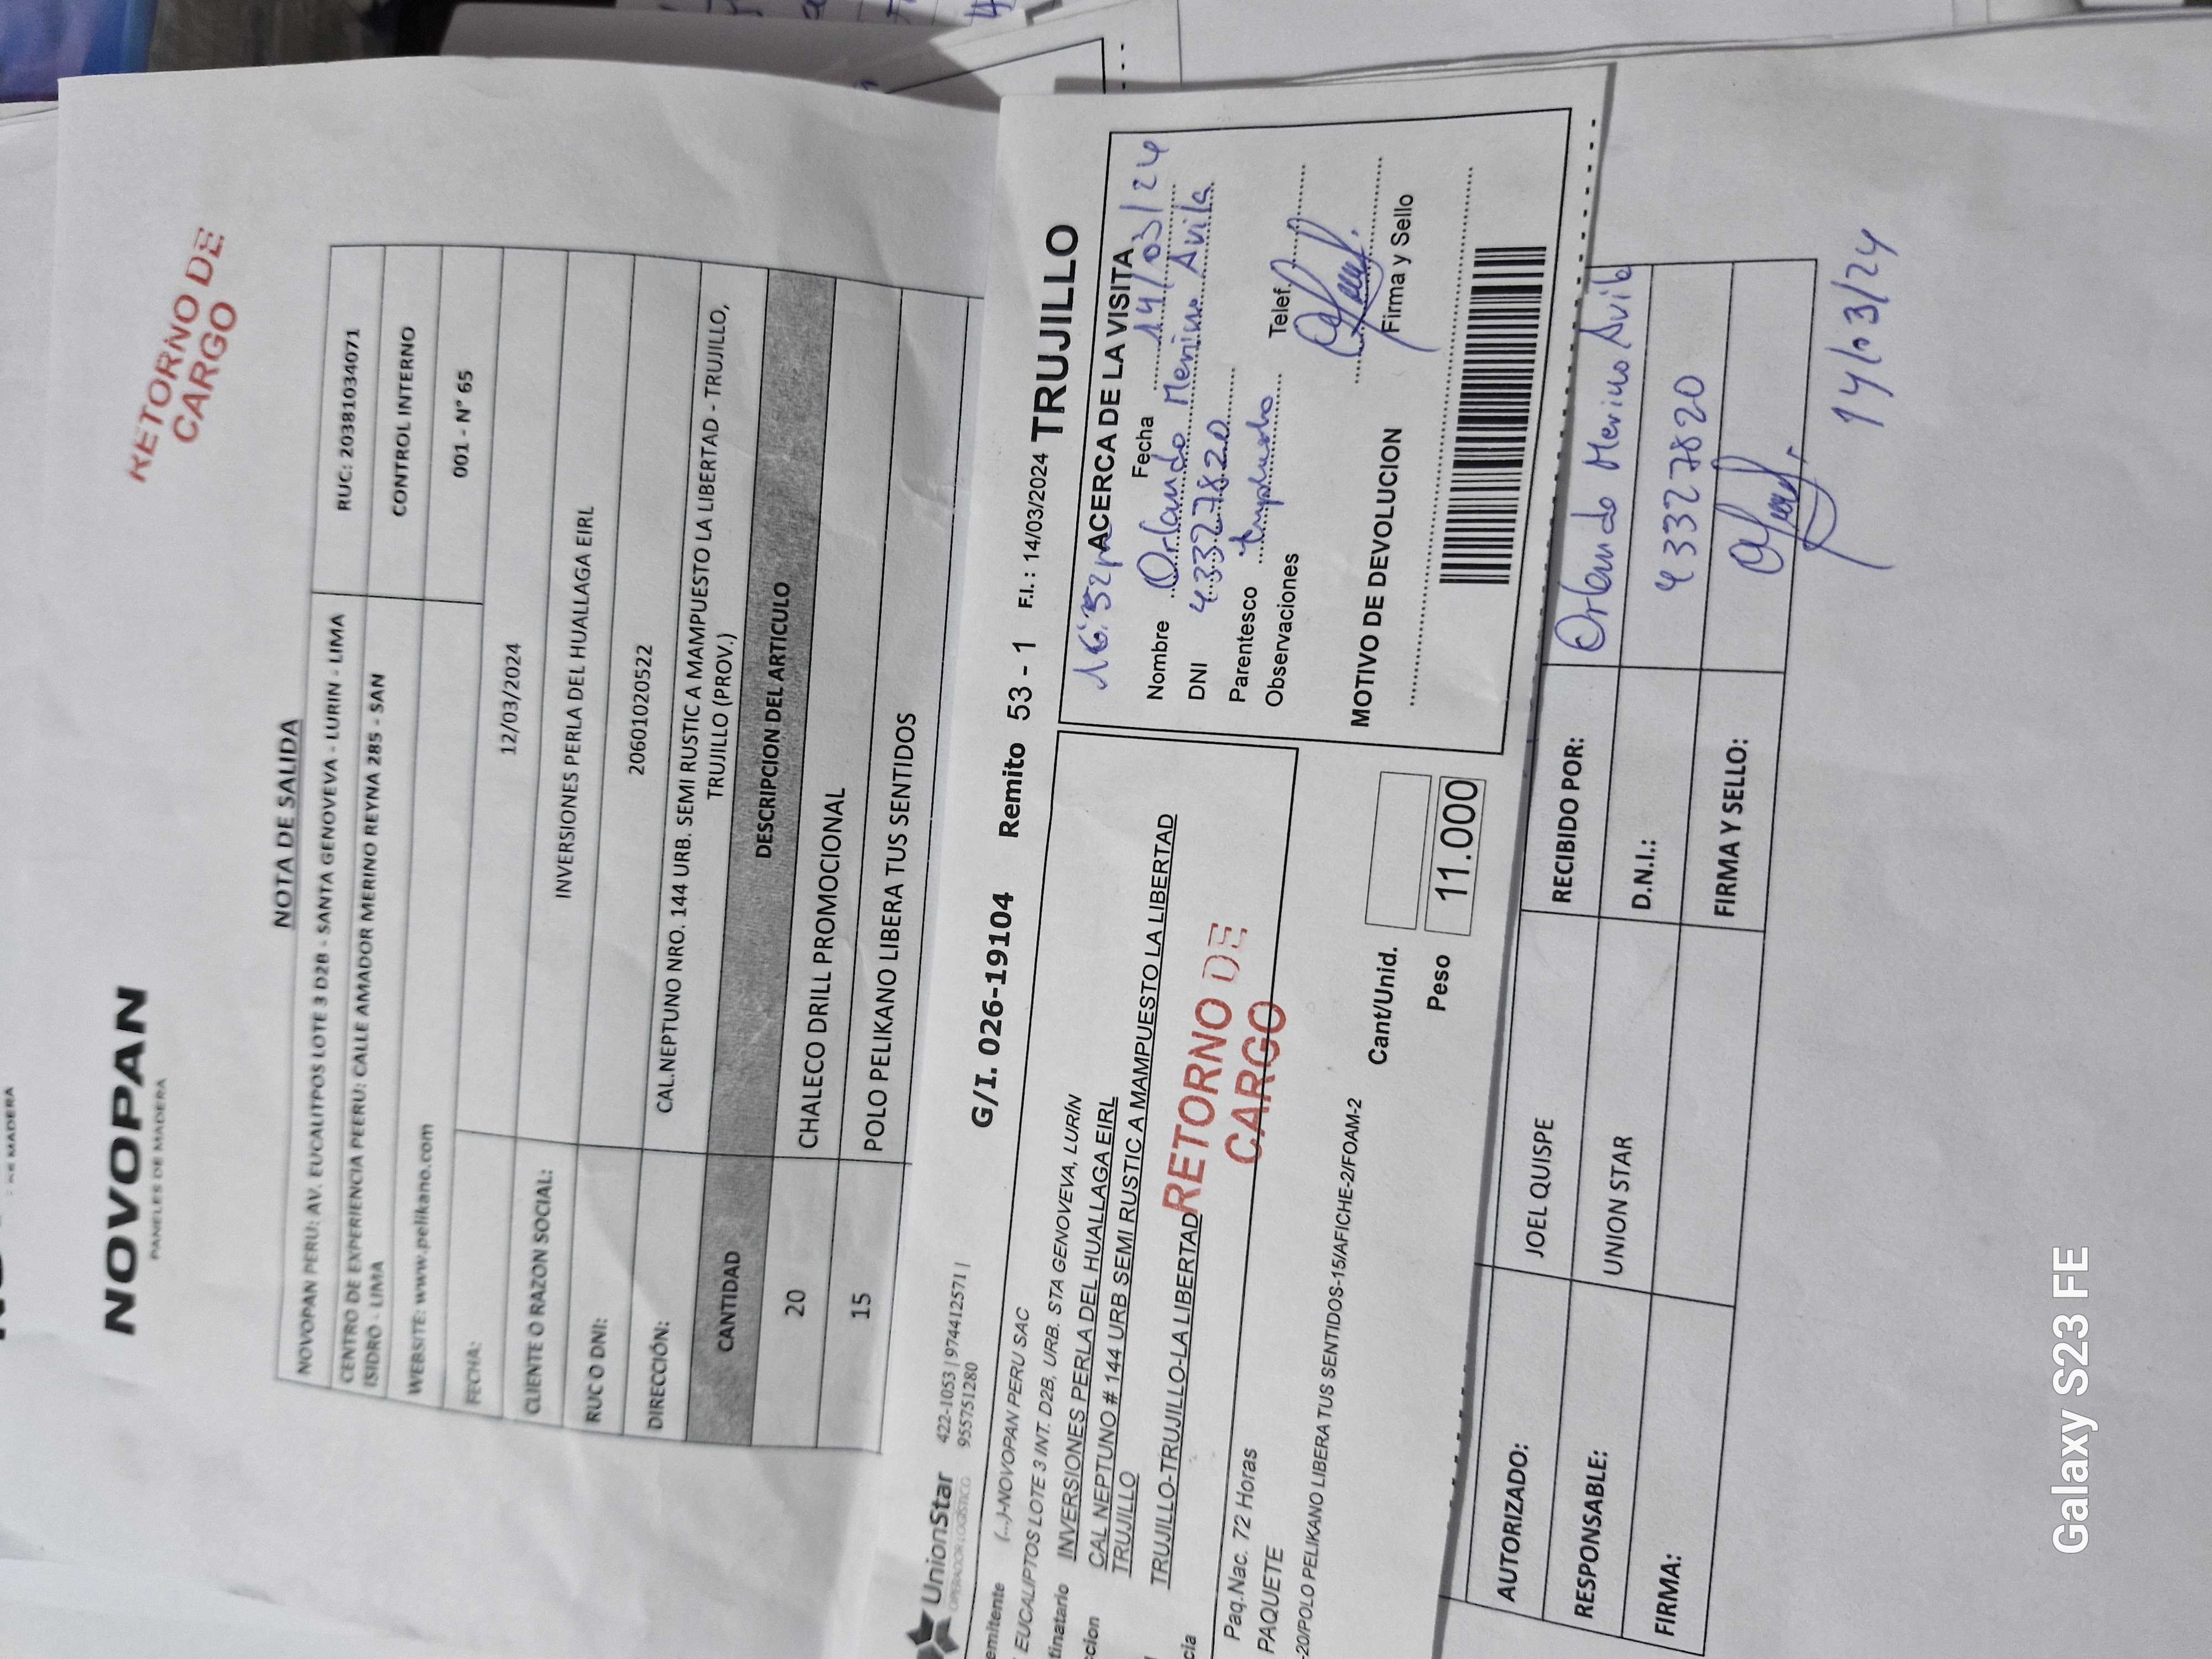 NOVOPAN
PANELES DE MADERA
RETORNO DE
CARGO
NOTA DE SALIDA
NOVOPAN PERU: AV. EUCALITPOS LOTE 3 D2B - SANTA GENOVEVA - LURIN - LIMA
RUC: 20381034071
CENTRO DE EXPERIENCIA PEERU: CALLE AMADOR MERINO REYNA 285 - SAN
ISIDRO - LIMA
CONTROL INTERNO
WEBSITE: www.pelikano.com
001 - N° 65
FECHA:
12/03/2024
CLIENTE O RAZON SOCIAL:
INVERSIONES PERLA DEL HUALLAGA EIRL
RUC O DNI:
20601020522
DIRECCIÓN:
CAL.NEPTUNO NRO. 144 URB. SEMI RUSTIC A MAMPUESTO LA LIBERTAD - TRUJILLO,
TRUJILLO (PROV.)
CANTIDAD DESCRIPCION DEL ARTICULO
20 CHALECO DRILL PROMOCIONAL
15 POLO PELIKANO LIBERA TUS SENTIDOS
UnionStar
OPERADOR LOGÍSTICO
422-1053 | 974412571 |
955751280
G/I. 026-19104 Remito 53 - 1 F.I.: 14/03/2024 TRUJILLO
emitente (...)-NOVOPAN PERU SAC
EUCALIPTOS LOTE 3 INT. D2B, URB. STA GENOVEVA, LURIN
tinatario INVERSIONES PERLA DEL HUALLAGA EIRL
ccion CAL NEPTUNO # 144 URB SEMI RUSTIC A MAMPUESTO LA LIBERTAD
TRUJILLO
cia TRUJILLO-TRUJILLO-LA LIBERTAD
RETORNO DE
CARGO
Paq.Nac. 72 Horas
PAQUETE
-20/POLO PELIKANO LIBERA TUS SENTIDOS-15/AFICHE-2/FOAM-2
Cant/Unid.
Peso 11.000
ACERCA DE LA VISITA
Fecha 14/03/24
Nombre Orlando Merino Avila
DNI 43327820
Parentesco Empleado
Telef.
Observaciones
Firma y Sello
MOTIVO DE DEVOLUCION
AUTORIZADO: JOEL QUISPE RECIBIDO POR: Orlando Merino Avila
RESPONSABLE: UNION STAR D.N.I.: 43327820
FIRMA: FIRMA Y SELLO:
14/03/24
Galaxy S23 FE